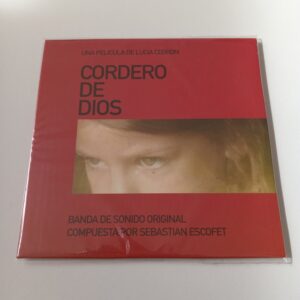 UNA PELICULA DE LUCIA CEDRON
CORDERO
DE
DIOS
BANDA DE SONIDO ORIGINAL
COMPUESTA POR SEBASTIAN ESCOFET